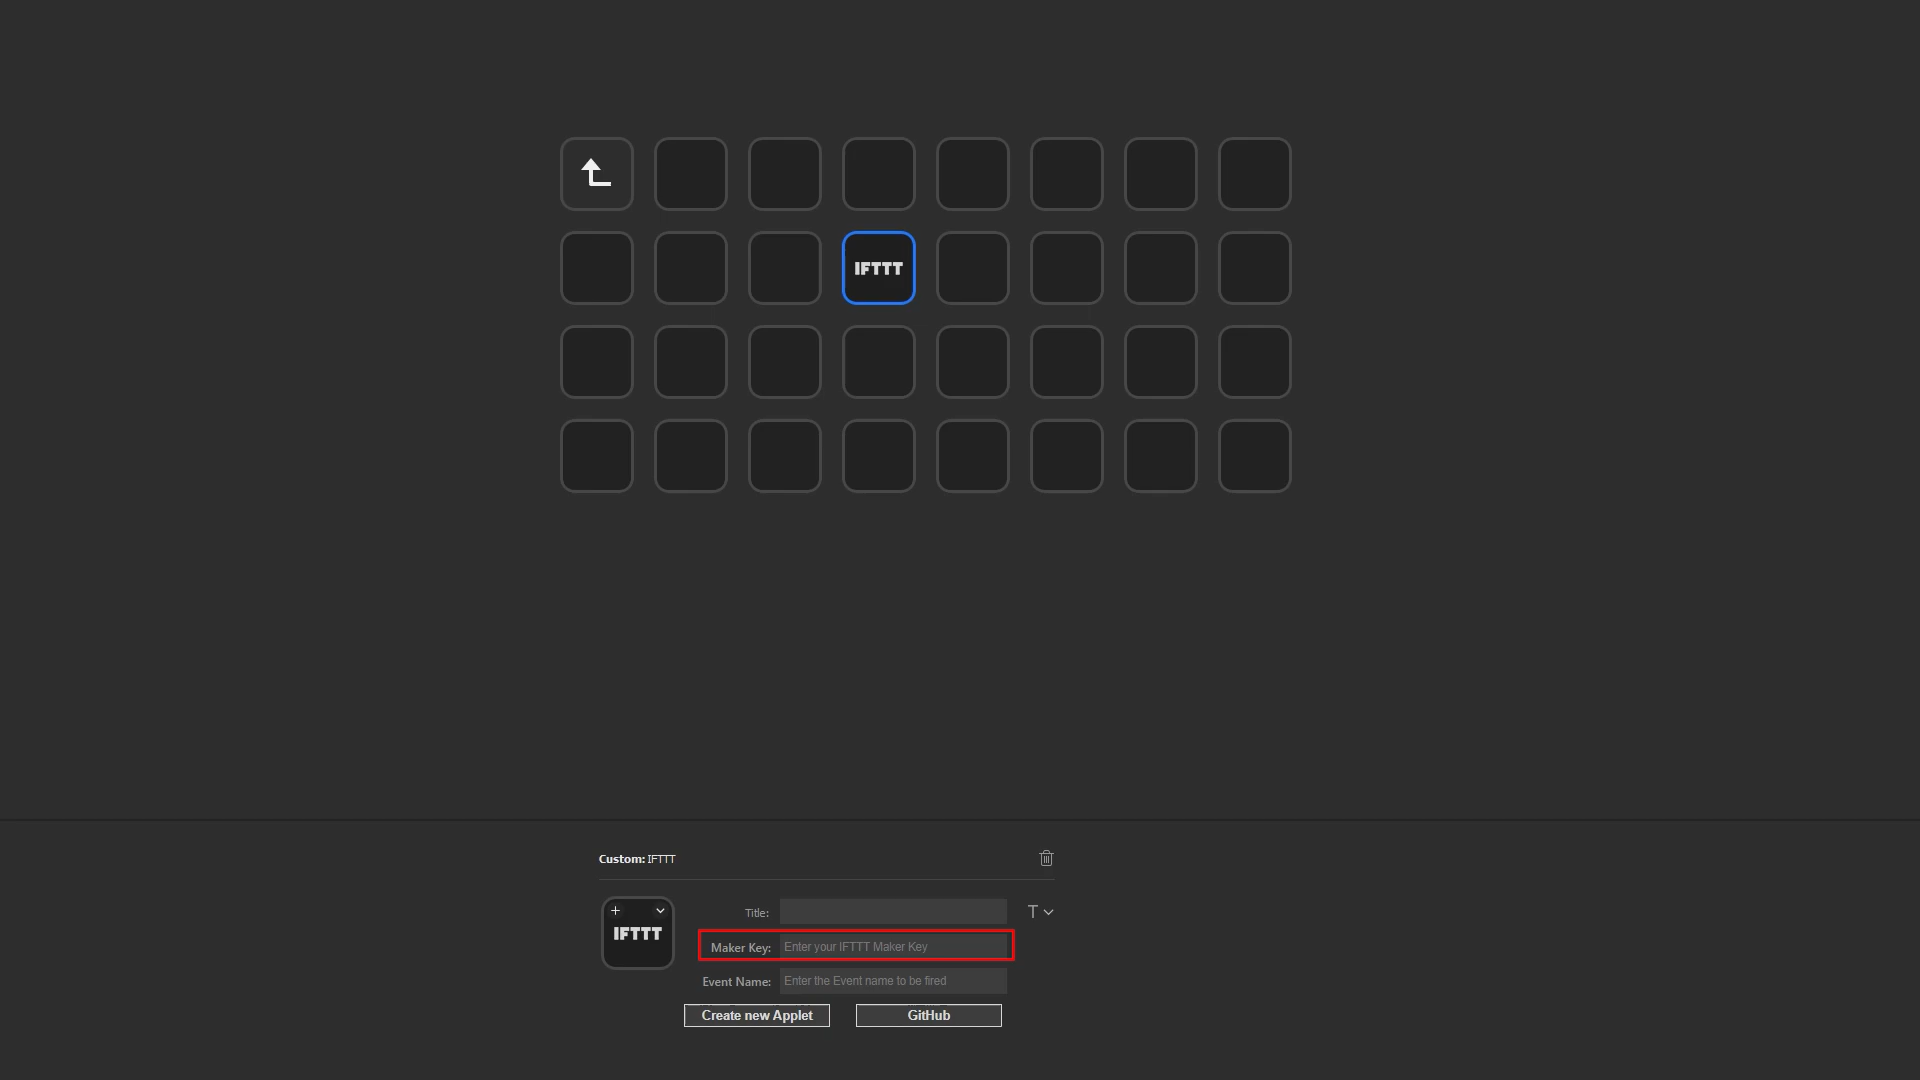 IFTTT
Custom: IFTTT
IFTTT
Title:
T
Maker Key: Enter your IFTTT Maker Key
Event Name: Enter the Event name to be fired
Create new Applet GitHub